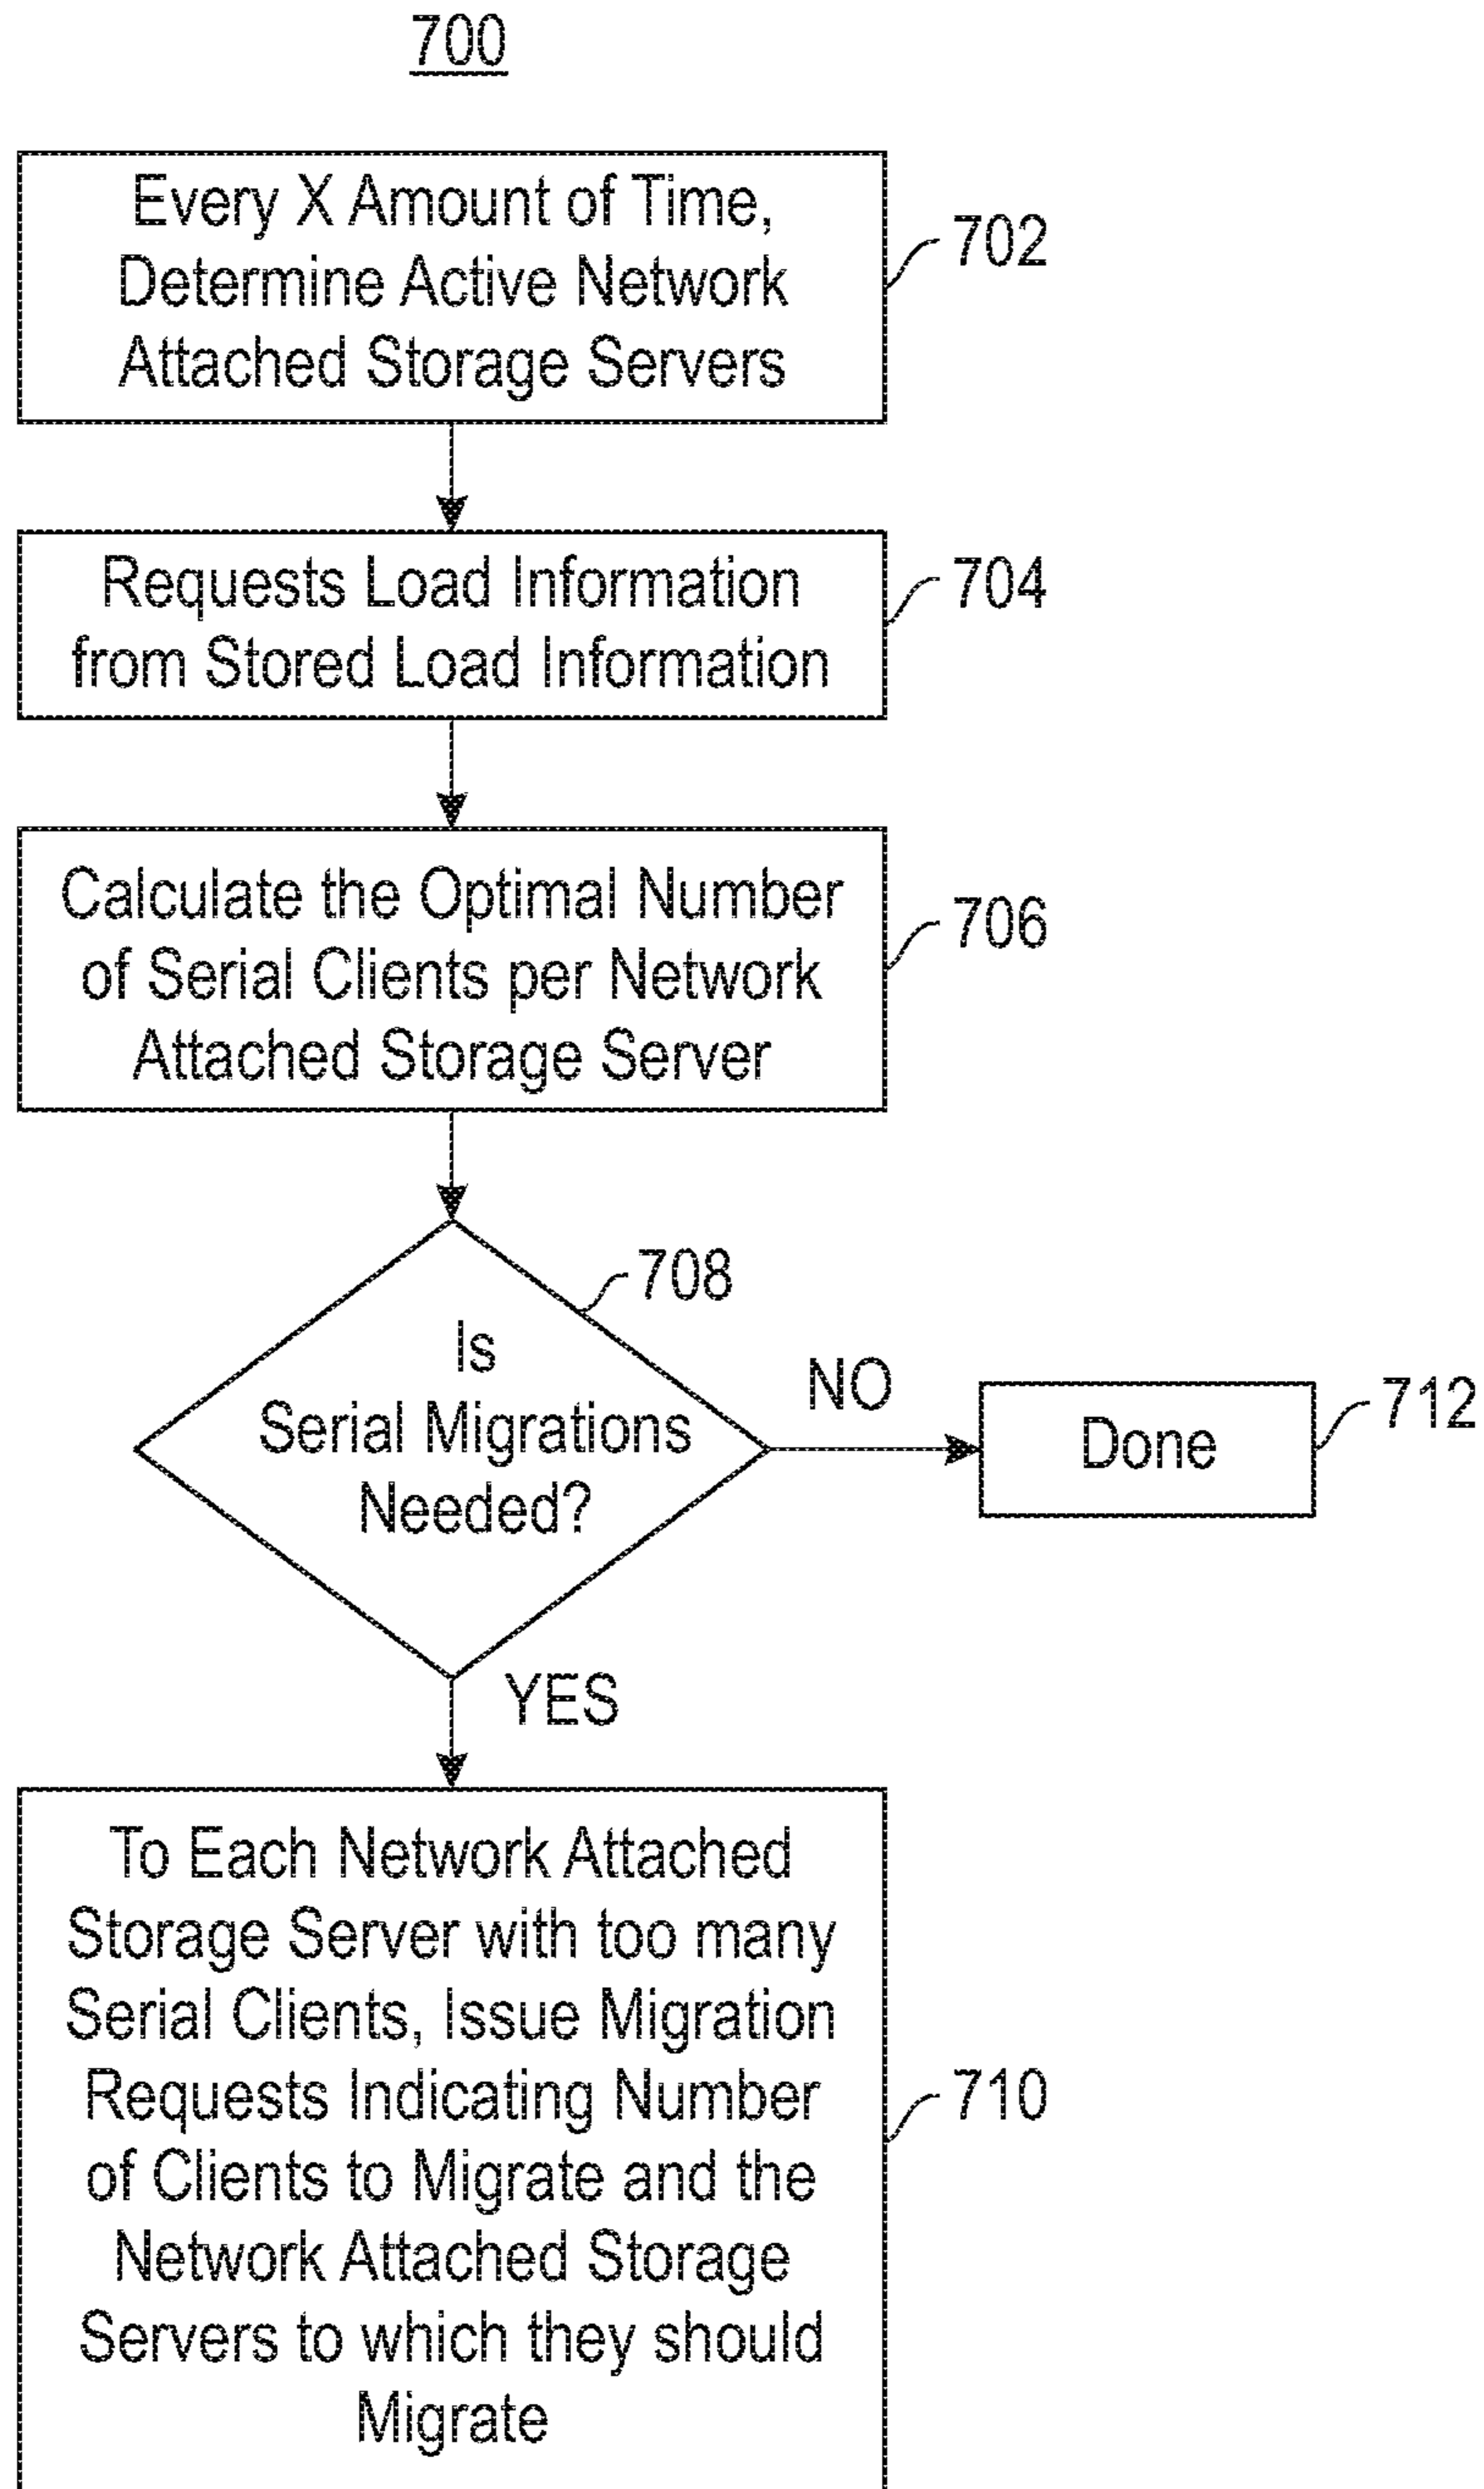 700
Every X Amount of Time,
Determine Active Network
Attached Storage Servers
702
Requests Load Information
from Stored Load Information
704
Calculate the Optimal Number
of Serial Clients per Network
Attached Storage Server
706
708
Is
Serial Migrations
Needed?
NO
Done
712
YES
To Each Network Attached
Storage Server with too many
Serial Clients, Issue Migration
Requests Indicating Number
of Clients to Migrate and the
Network Attached Storage
Servers to which they should
Migrate
710